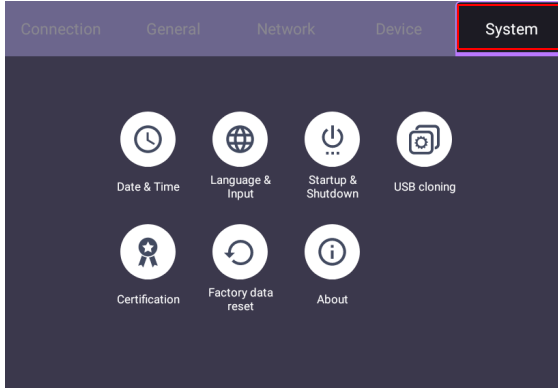 Connection General Network Device System
Date & Time
Language &
Input
Startup &
Shutdown
USB cloning
Certification
Factory data
reset
About